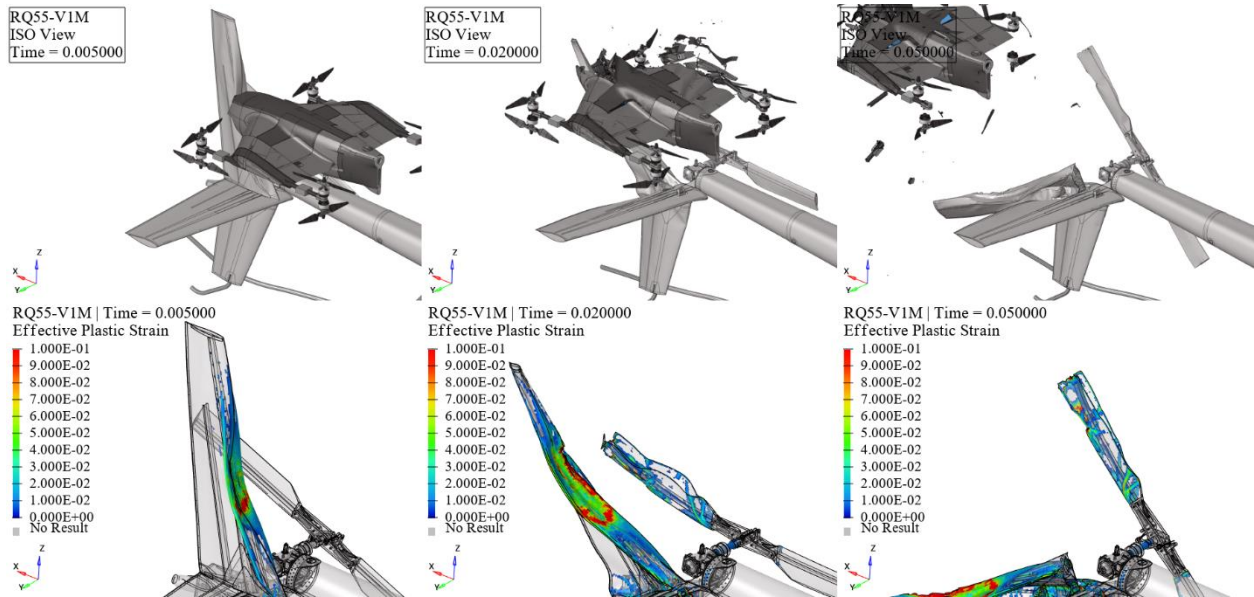 RQ55-V1M
ISO View
Time = 0.005000
Z
X
Y
RQ55-V1M
ISO View
Time = 0.020000
Z
X
Y
RQ55-V1M
ISO View
Time = 0.050000
Z
X
Y
RQ55-V1M | Time = 0.005000
Effective Plastic Strain
1.000E-01
9.000E-02
8.000E-02
7.000E-02
6.000E-02
5.000E-02
4.000E-02
3.000E-02
2.000E-02
1.000E-02
0.000E+00
No Result
Z
X
Y
RQ55-V1M | Time = 0.020000
Effective Plastic Strain
1.000E-01
9.000E-02
8.000E-02
7.000E-02
6.000E-02
5.000E-02
4.000E-02
3.000E-02
2.000E-02
1.000E-02
0.000E+00
No Result
Z
X
Y
RQ55-V1M | Time = 0.050000
Effective Plastic Strain
1.000E-01
9.000E-02
8.000E-02
7.000E-02
6.000E-02
5.000E-02
4.000E-02
3.000E-02
2.000E-02
1.000E-02
0.000E+00
No Result
Z
X
Y